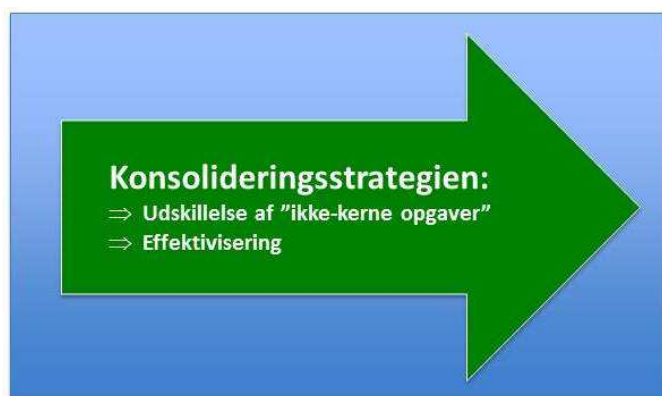 Konsolideringsstrategien:
⇒ Udskillelse af ”ikke-kerne opgaver”
⇒ Effektivisering